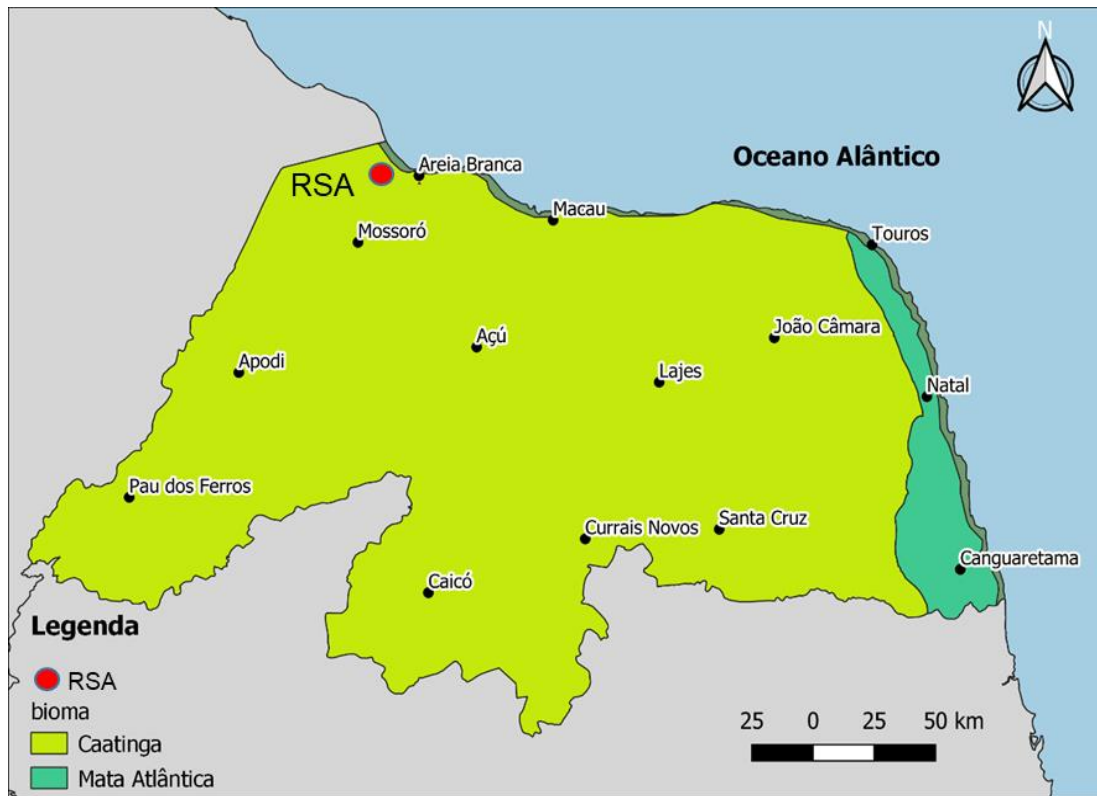 N
Oceano Alântico
Areia Branca
RSA
Macau
Mossoró
Touros
João Câmara
Açú
Apodi
Lajes
Natal
Pau dos Ferros
Santa Cruz
Currais Novos
Canguaretama
Caicó
Legenda
RSA
bioma
Caatinga
Mata Atlântica
25 0 25 50 km